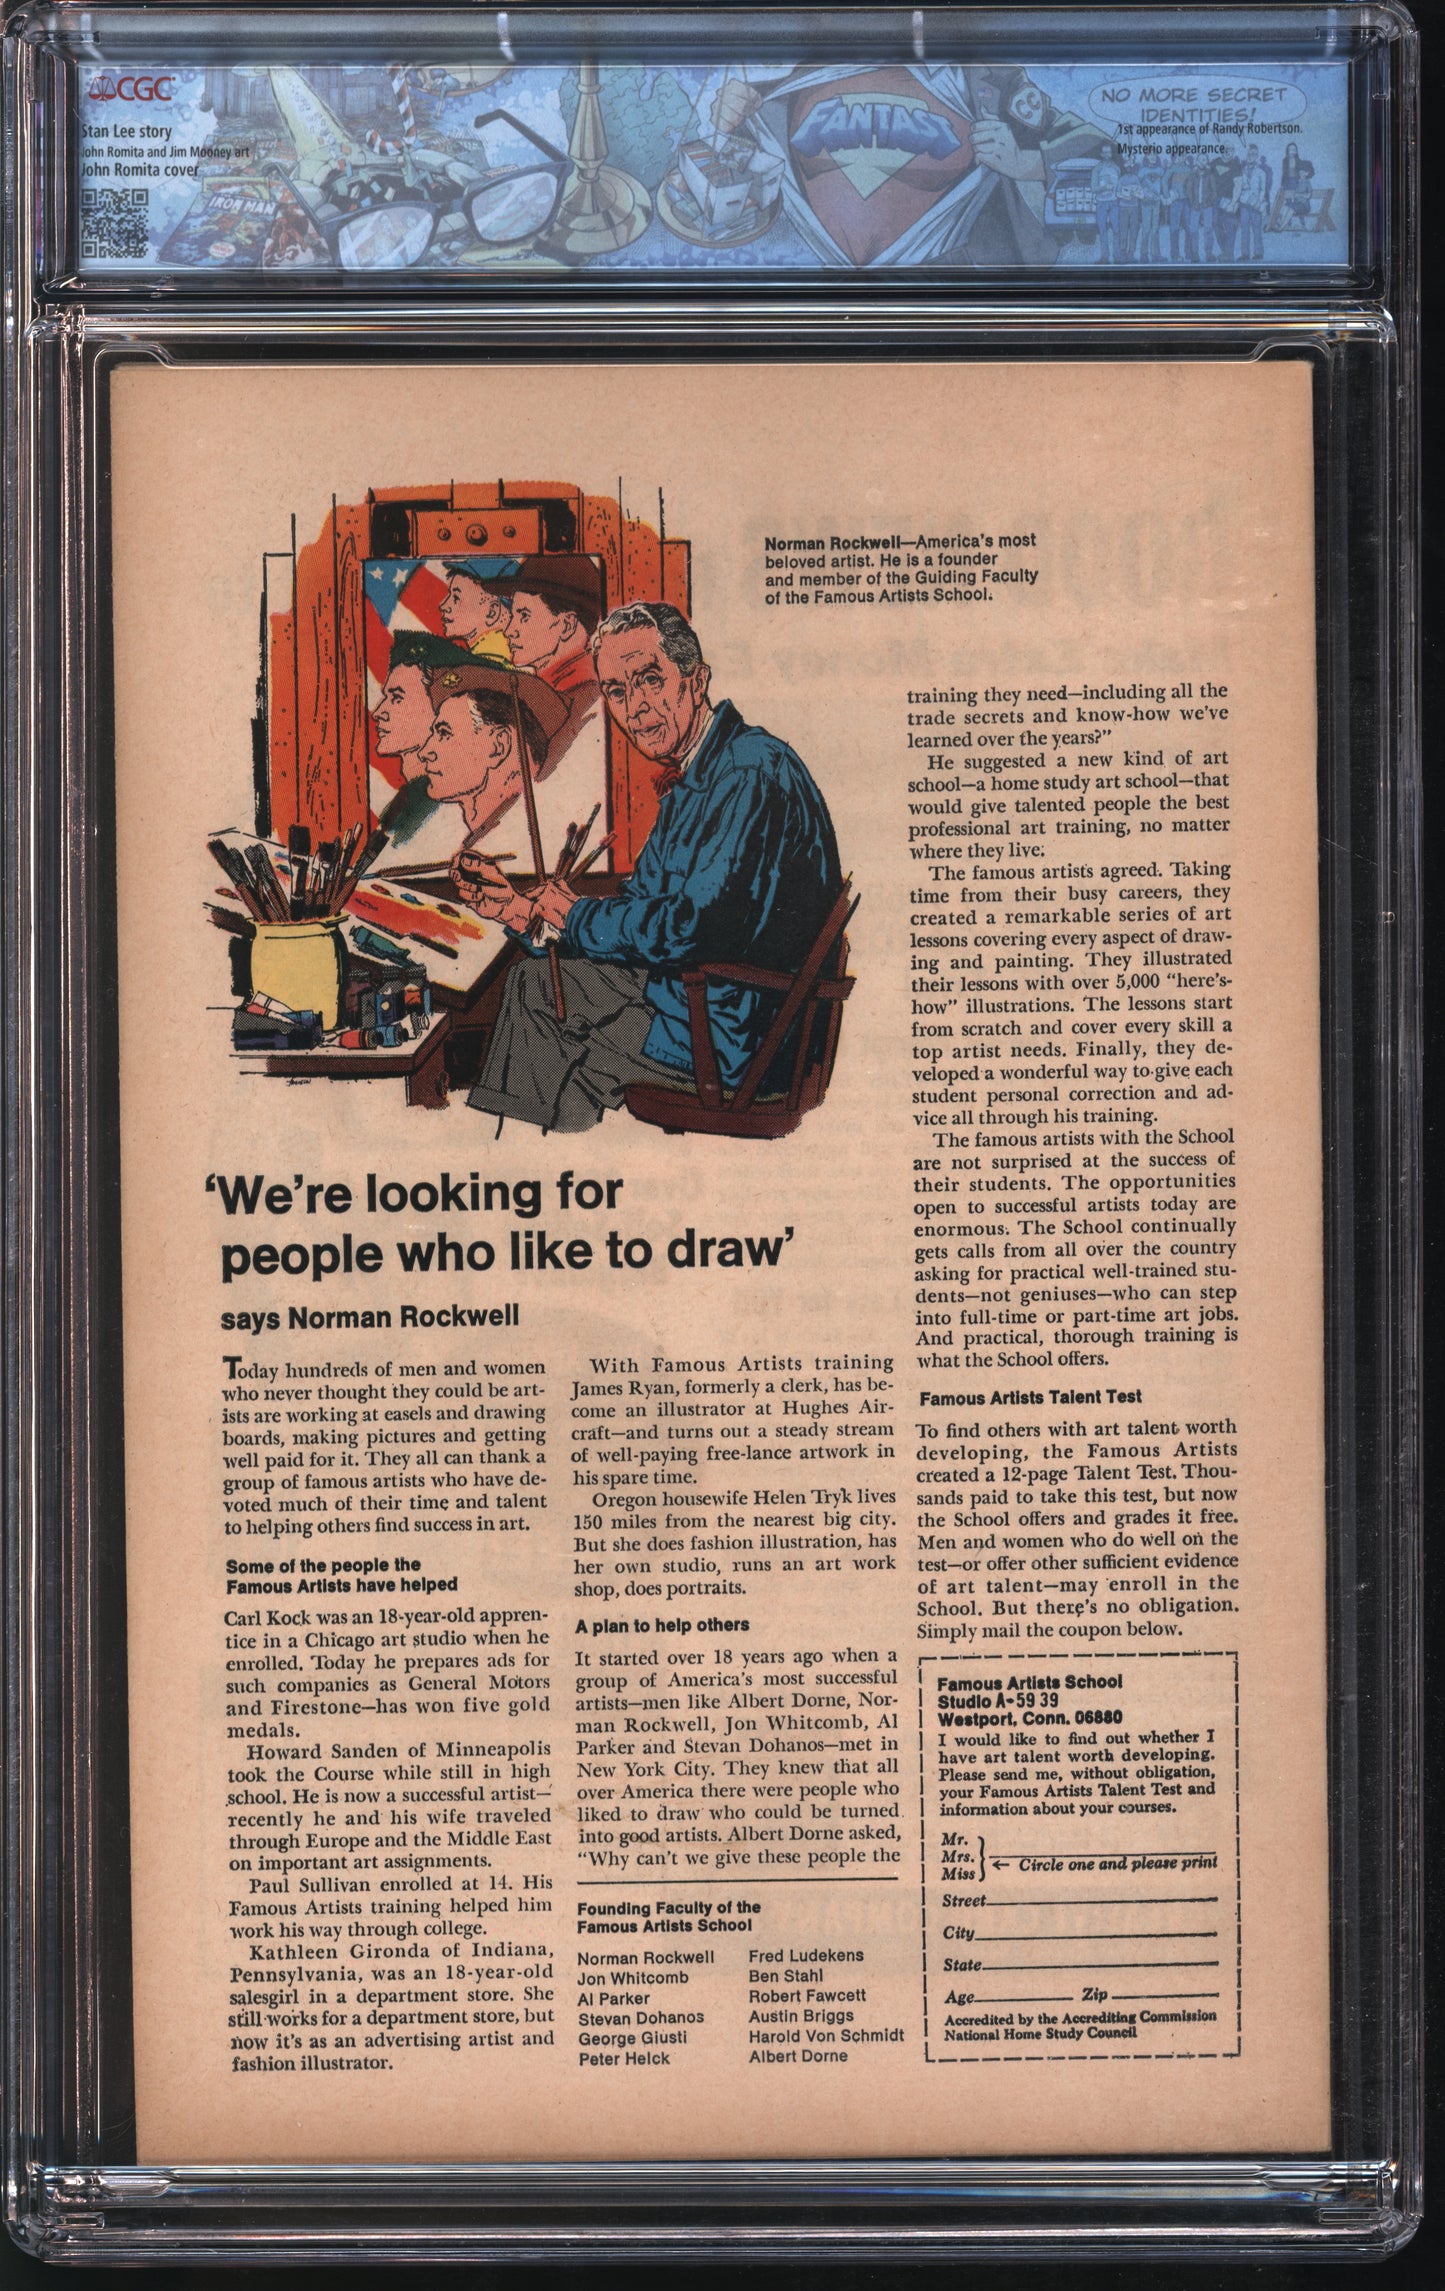 CGC
Stan Lee story
John Romita and Jim Mooney art
John Romita cover
IRON MAN
FANTAST
NO MORE SECRET
IDENTITIES!
1st appearance of Randy Robertson.
Mysterio appearance.
Norman Rockwell—America's most
beloved artist. He is a founder
and member of the Guiding Faculty
of the Famous Artists School.
'We're looking for
people who like to draw'
says Norman Rockwell
Today hundreds of men and women
who never thought they could be art-
ists are working at easels and drawing
boards, making pictures and getting
well paid for it. They all can thank a
group of famous artists who have de-
voted much of their time and talent
to helping others find success in art.
Some of the people the
Famous Artists have helped
Carl Kock was an 18-year-old appren-
tice in a Chicago art studio when he
enrolled. Today he prepares ads for
such companies as General Motors
and Firestone—has won five gold
medals.
Howard Sanden of Minneapolis
took the Course while still in high
school. He is now a successful artist—
recently he and his wife traveled
through Europe and the Middle East
on important art assignments.
Paul Sullivan enrolled at 14. His
Famous Artists training helped him
work his way through college.
Kathleen Gironda of Indiana,
Pennsylvania, was an 18-year-old
salesgirl in a department store. She
still works for a department store, but
now it's as an advertising artist and
fashion illustrator.
With Famous Artists training
James Ryan, formerly a clerk, has be-
come an illustrator at Hughes Air-
craft—and turns out a steady stream
of well-paying free-lance artwork in
his spare time.
Oregon housewife Helen Tryk lives
150 miles from the nearest big city.
But she does fashion illustration, has
her own studio, runs an art work
shop, does portraits.
A plan to help others
It started over 18 years ago when a
group of America's most successful
artists—men like Albert Dorne, Nor-
man Rockwell, Jon Whitcomb, Al
Parker and Stevan Dohanos—met in
New York City. They knew that all
over America there were people who
liked to draw who could be turned
into good artists. Albert Dorne asked,
"Why can't we give these people the
Founding Faculty of the
Famous Artists School
Norman Rockwell
Jon Whitcomb
Al Parker
Stevan Dohanos
George Giusti
Peter Helck
Fred Ludekens
Ben Stahl
Robert Fawcett
Austin Briggs
Harold Von Schmidt
Albert Dorne
training they need—including all the
trade secrets and know-how we've
learned over the years?"
He suggested a new kind of art
school—a home study art school—that
would give talented people the best
professional art training, no matter
where they live.
The famous artists agreed. Taking
time from their busy careers, they
created a remarkable series of art
lessons covering every aspect of draw-
ing and painting. They illustrated
their lessons with over 5,000 "here's-
how" illustrations. The lessons start
from scratch and cover every skill a
top artist needs. Finally, they de-
veloped a wonderful way to give each
student personal correction and ad-
vice all through his training.
The famous artists with the School
are not surprised at the success of
their students. The opportunities
open to successful artists today are
enormous. The School continually
gets calls from all over the country
asking for practical well-trained stu-
dents—not geniuses—who can step
into full-time or part-time art jobs.
And practical, thorough training is
what the School offers.
Famous Artists Talent Test
To find others with art talent worth
developing, the Famous Artists
created a 12-page Talent Test. Thou-
sands paid to take this test, but now
the School offers and grades it free.
Men and women who do well on the
test—or offer other sufficient evidence
of art talent—may enroll in the
School. But there's no obligation.
Simply mail the coupon below.
Famous Artists School
Studio A-59 39
Westport, Conn. 06880
I would like to find out whether I
have art talent worth developing.
Please send me, without obligation,
your Famous Artists Talent Test and
information about your courses.
Mr.
Mrs.
Miss
← Circle one and please print
Street
City
State
Age Zip
Accredited by the Accrediting Commission
National Home Study Council